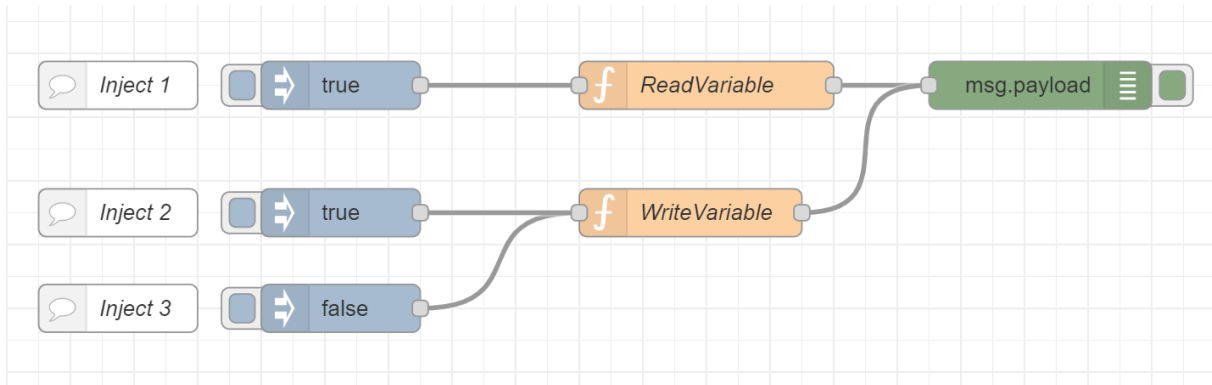 Inject 1 true ReadVariable msg.payload
Inject 2 true WriteVariable
Inject 3 false